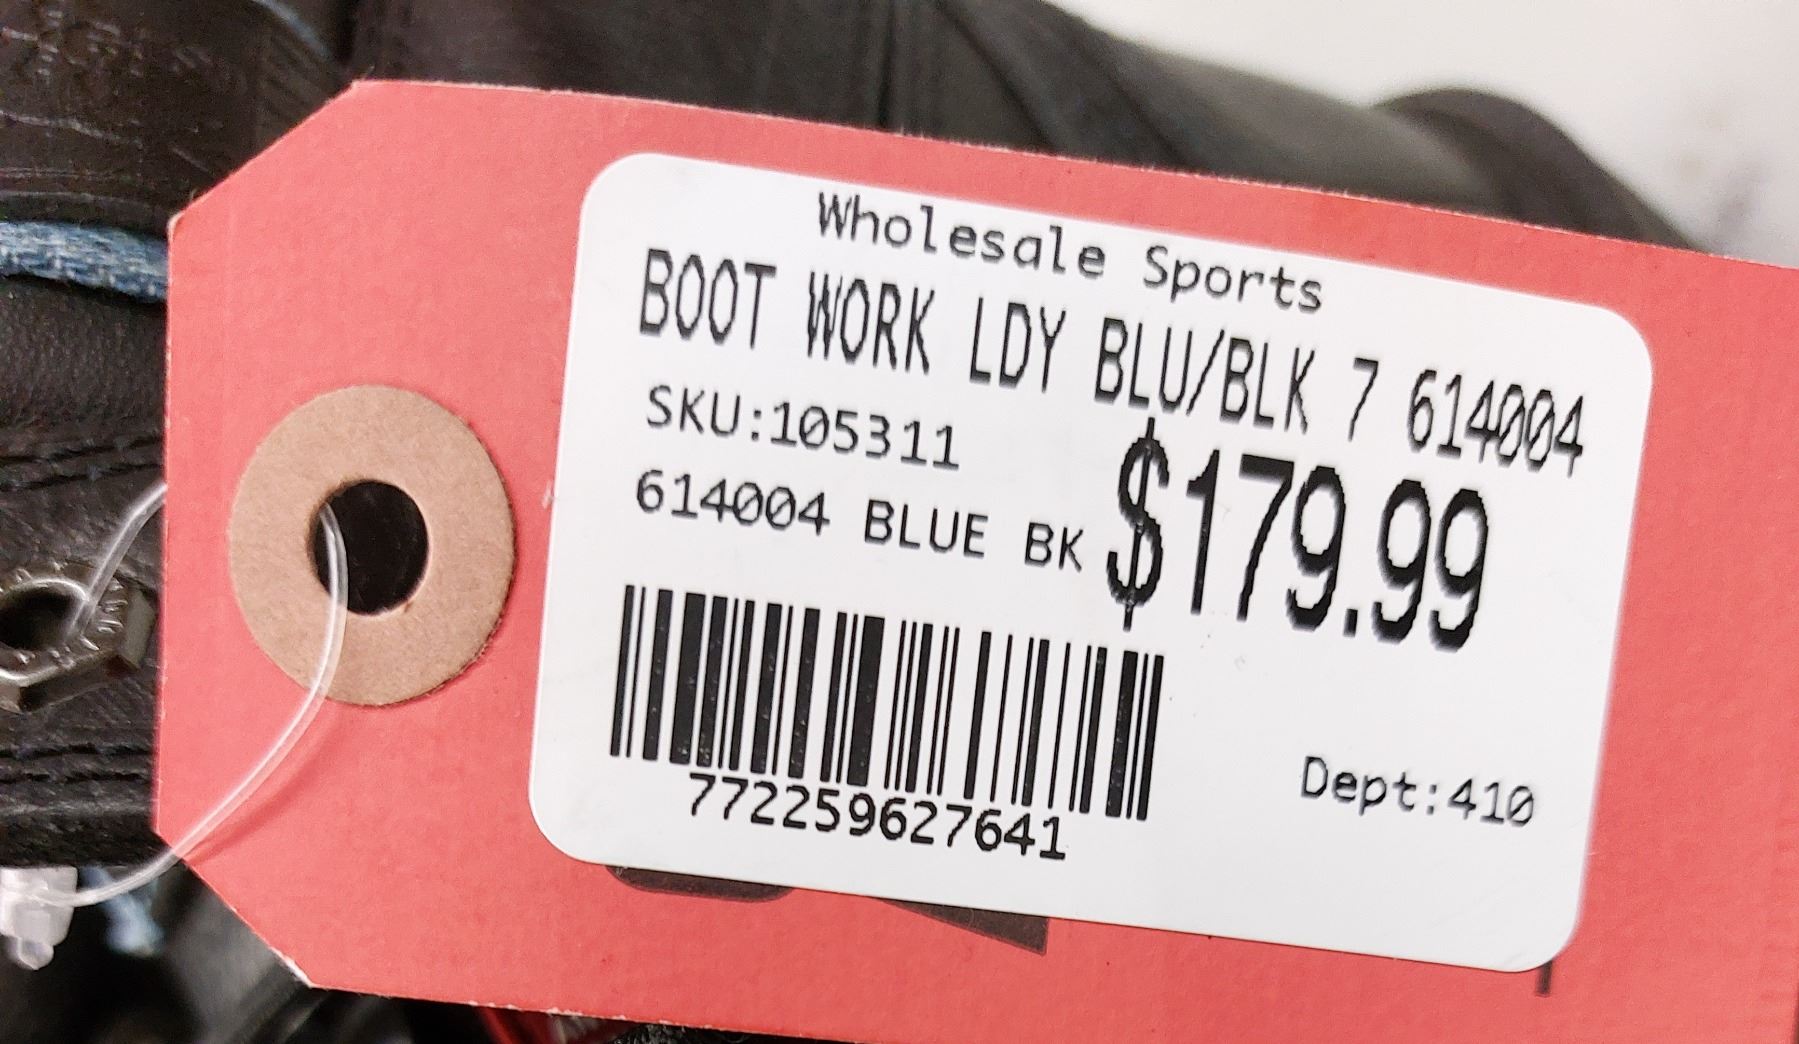 Wholesale Sports
BOOT WORK LDY BLU/BLK 7 614004
SKU:105311
614004 BLUE BK
$179.99
772259627641
Dept:410